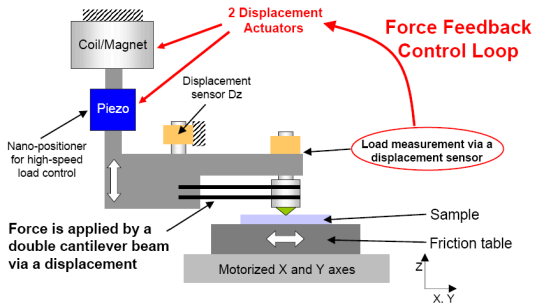 2 Displacement
Actuators
Force Feedback
Control Loop
Coil/Magnet
Displacement
sensor Dz
Piezo
Nano-positioner
for high-speed
load control
Load measurement via a
displacement sensor
Force is applied by a
double cantilever beam
via a displacement
Sample
Friction table
Motorized X and Y axes
Z
X, Y